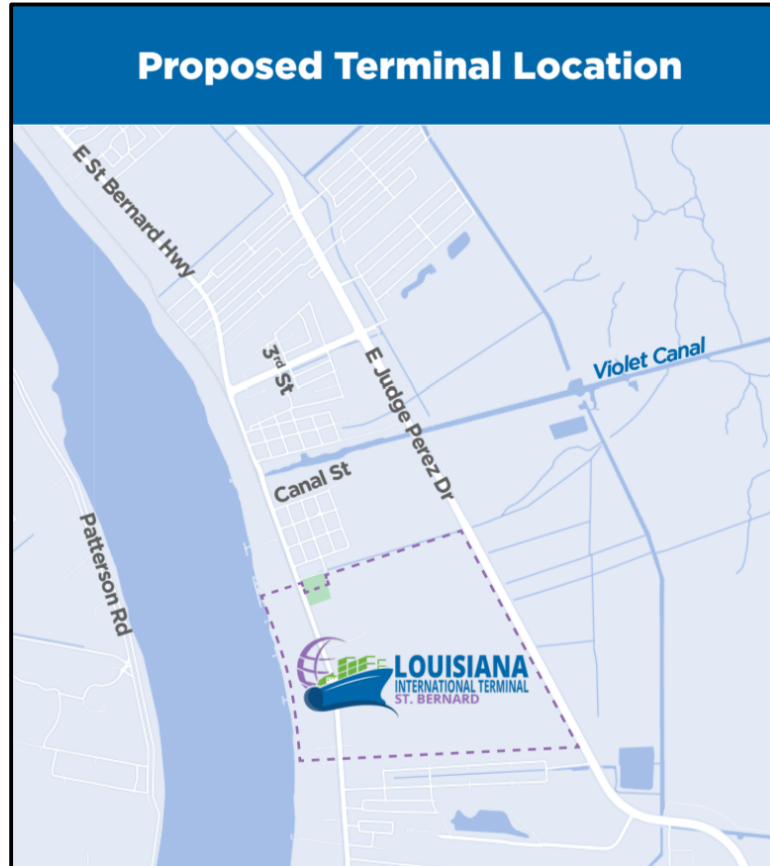 Proposed Terminal Location
E St Bernard Hwy
3rd St
E Judge Perez Dr
Violet Canal
Canal St
Patterson Rd
LOUISIANA
INTERNATIONAL TERMINAL
ST. BERNARD